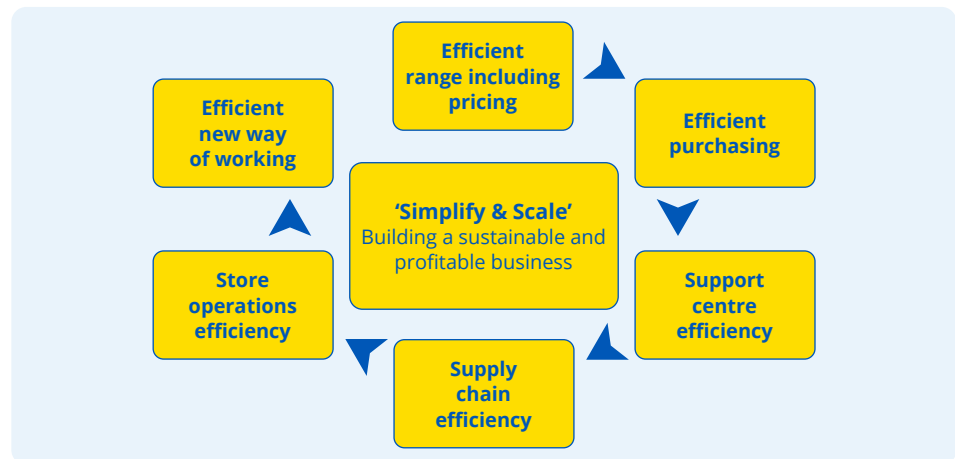 Efficient
range including
pricing
Efficient
purchasing
Support
centre
efficiency
Supply
chain
efficiency
Store
operations
efficiency
Efficient
new way
of working
‘Simplify & Scale’
Building a sustainable and
profitable business